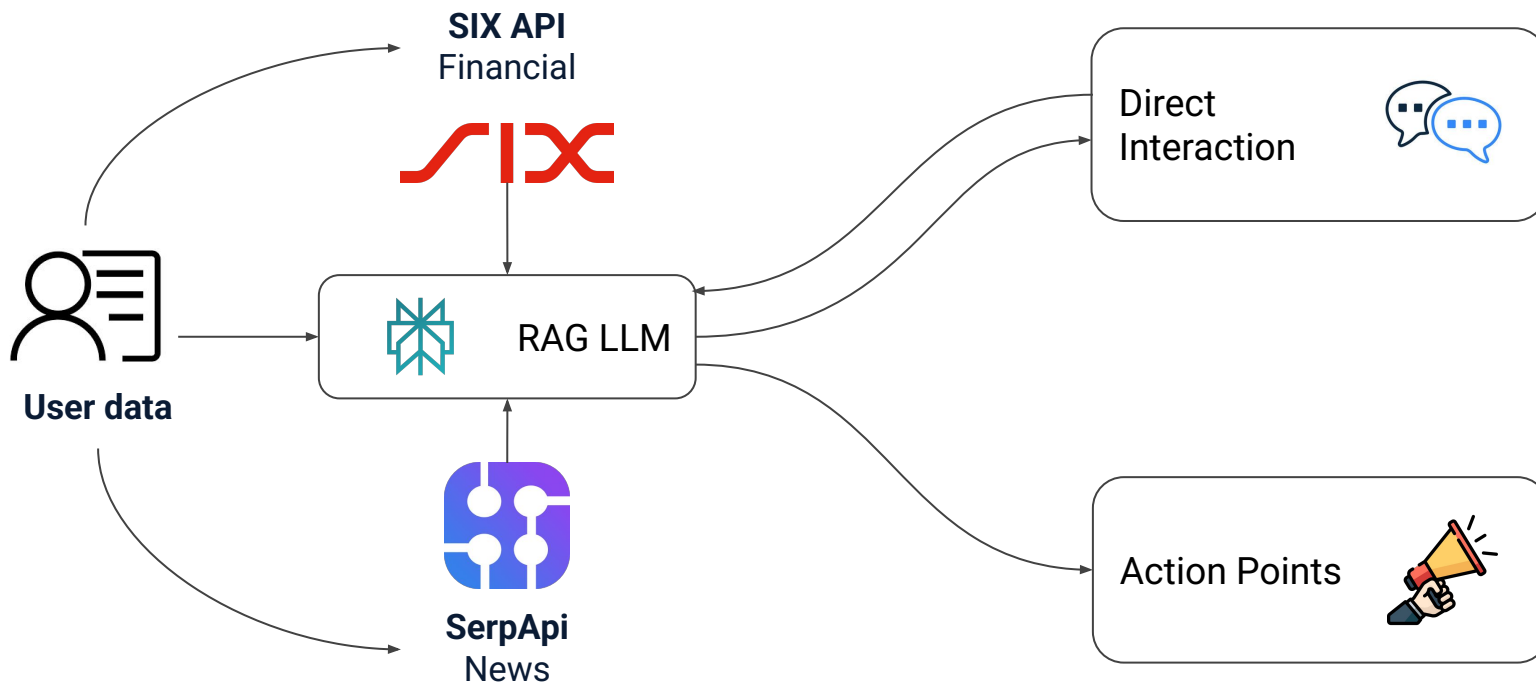 SIX API
Financial
SIX
Direct
Interaction
RAG LLM
User data
Action Points
SerpApi
News